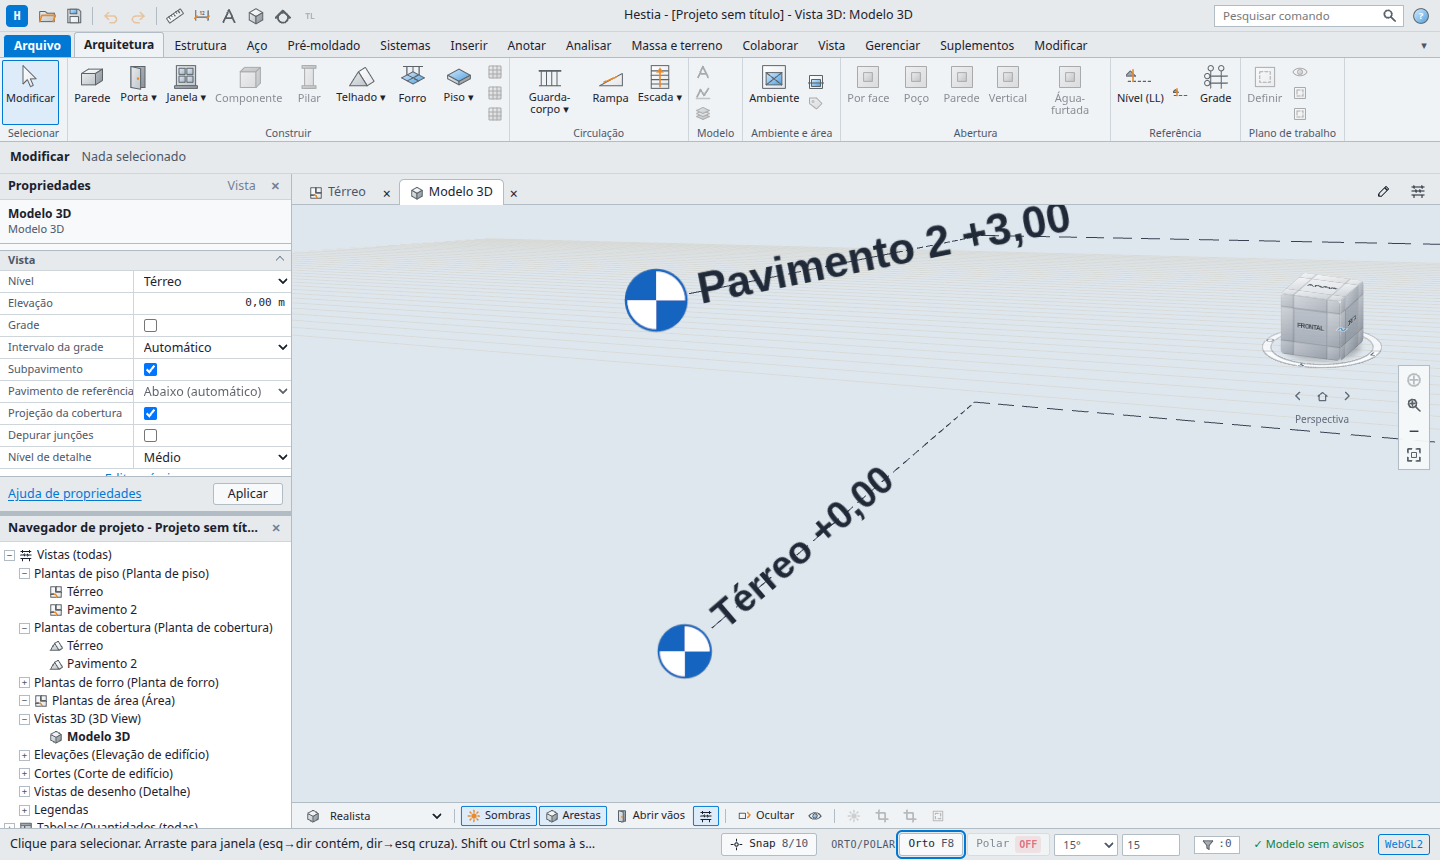 H
TL
Hestia - [Projeto sem título] - Vista 3D: Modelo 3D
Pesquisar comando
?
Arquivo
Arquitetura
Estrutura
Aço
Pré-moldado
Sistemas
Inserir
Anotar
Analisar
Massa e terreno
Colaborar
Vista
Gerenciar
Suplementos
Modificar
Modificar
Parede
Porta ▾
Janela ▾
Componente
Pilar
Telhado ▾
Forro
Piso ▾
Guarda-
corpo ▾
Rampa
Escada ▾
Ambiente
Por face
Poço
Parede
Vertical
Água-
furtada
Nível (LL)
Grade
Definir
Selecionar
Construir
Circulação
Modelo
Ambiente e área
Abertura
Referência
Plano de trabalho
Modificar Nada selecionado
Propriedades
Vista
Modelo 3D
Modelo 3D
Vista
Nível Térreo
Elevação 0,00 m
Grade
Intervalo da grade Automático
Subpavimento
Pavimento de referência Abaixo (automático)
Projeção da cobertura
Depurar junções
Nível de detalhe Médio
Ajuda de propriedades
Aplicar
Navegador de projeto - Projeto sem tít...
Vistas (todas)
Plantas de piso (Planta de piso)
Térreo
Pavimento 2
Plantas de cobertura (Planta de cobertura)
Térreo
Pavimento 2
Plantas de forro (Planta de forro)
Plantas de área (Área)
Vistas 3D (3D View)
Modelo 3D
Elevações (Elevação de edifício)
Cortes (Corte de edifício)
Vistas de desenho (Detalhe)
Legendas
Tabelas/Quantidades (todas)
Térreo
Modelo 3D
Pavimento 2 +3,00
Térreo +0,00
FRONTAL
Perspectiva
Realista
Sombras
Arestas
Abrir vãos
Ocultar
Clique para selecionar. Arraste para janela (esq→dir contém, dir→esq cruza). Shift ou Ctrl soma à s...
Snap 8/10
ORTO/POLAR
Orto F8
Polar OFF
15°
15
:0
✓ Modelo sem avisos
WebGL2